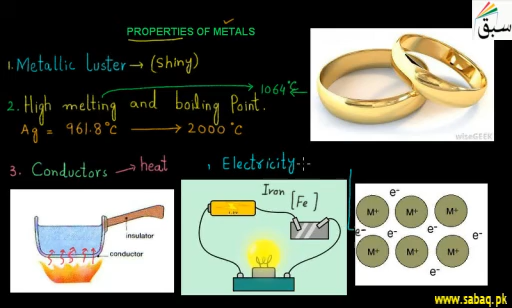 PROPERTIES OF METALS
سبق
1. Metallic Luster → (Shiny)
1064°C ←
2. High melting and boiling Point.
Ag = 961.8°C → 2000°C
wiseGEEK
3. Conductors → heat , Electricity
Iron [Fe]
insulator
conductor
e⁻ e⁻
M⁺ M⁺ M⁺
e⁻ e⁻ e⁻
M⁺ M⁺ M⁺
e⁻
www.sabaq.pk